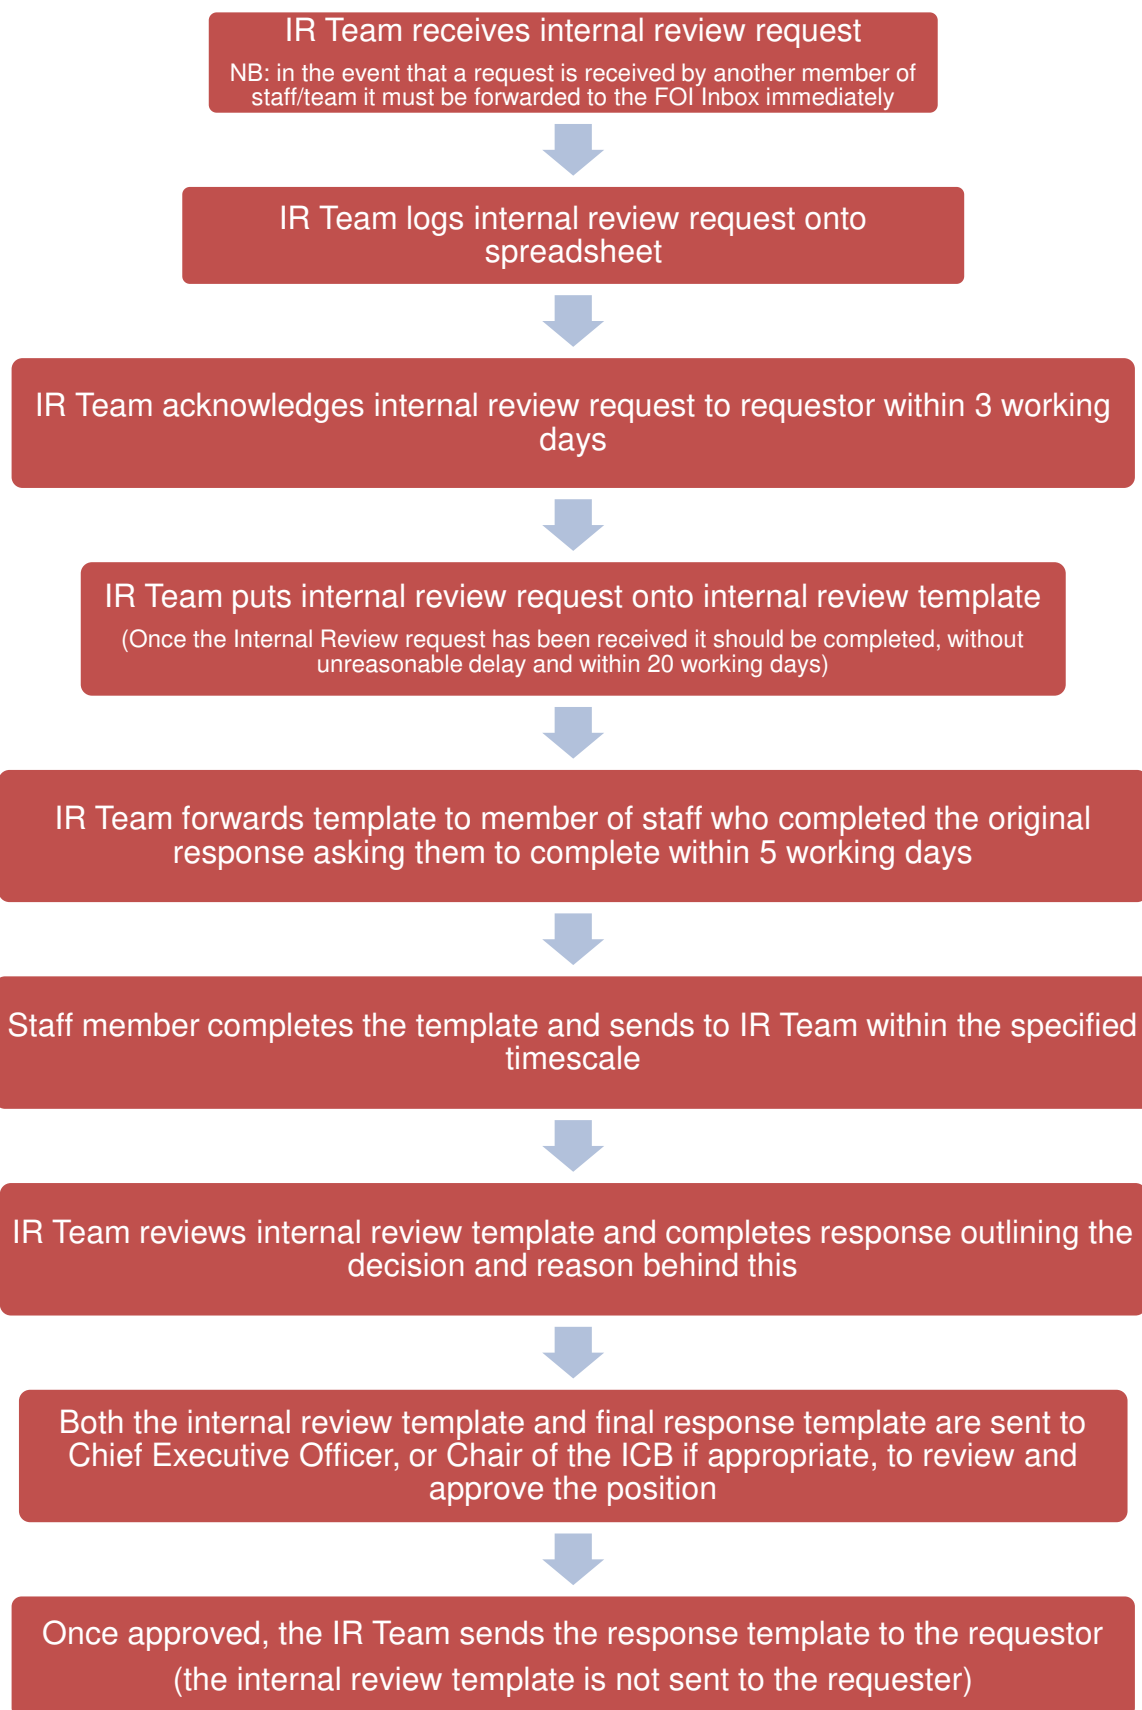 IR Team receives internal review request
NB: in the event that a request is received by another member of
staff/team it must be forwarded to the FOI Inbox immediately
IR Team logs internal review request onto
spreadsheet
IR Team acknowledges internal review request to requestor within 3 working
days
IR Team puts internal review request onto internal review template
(Once the Internal Review request has been received it should be completed, without
unreasonable delay and within 20 working days)
IR Team forwards template to member of staff who completed the original
response asking them to complete within 5 working days
Staff member completes the template and sends to IR Team within the specified
timescale
IR Team reviews internal review template and completes response outlining the
decision and reason behind this
Both the internal review template and final response template are sent to
Chief Executive Officer, or Chair of the ICB if appropriate, to review and
approve the position
Once approved, the IR Team sends the response template to the requestor
(the internal review template is not sent to the requester)